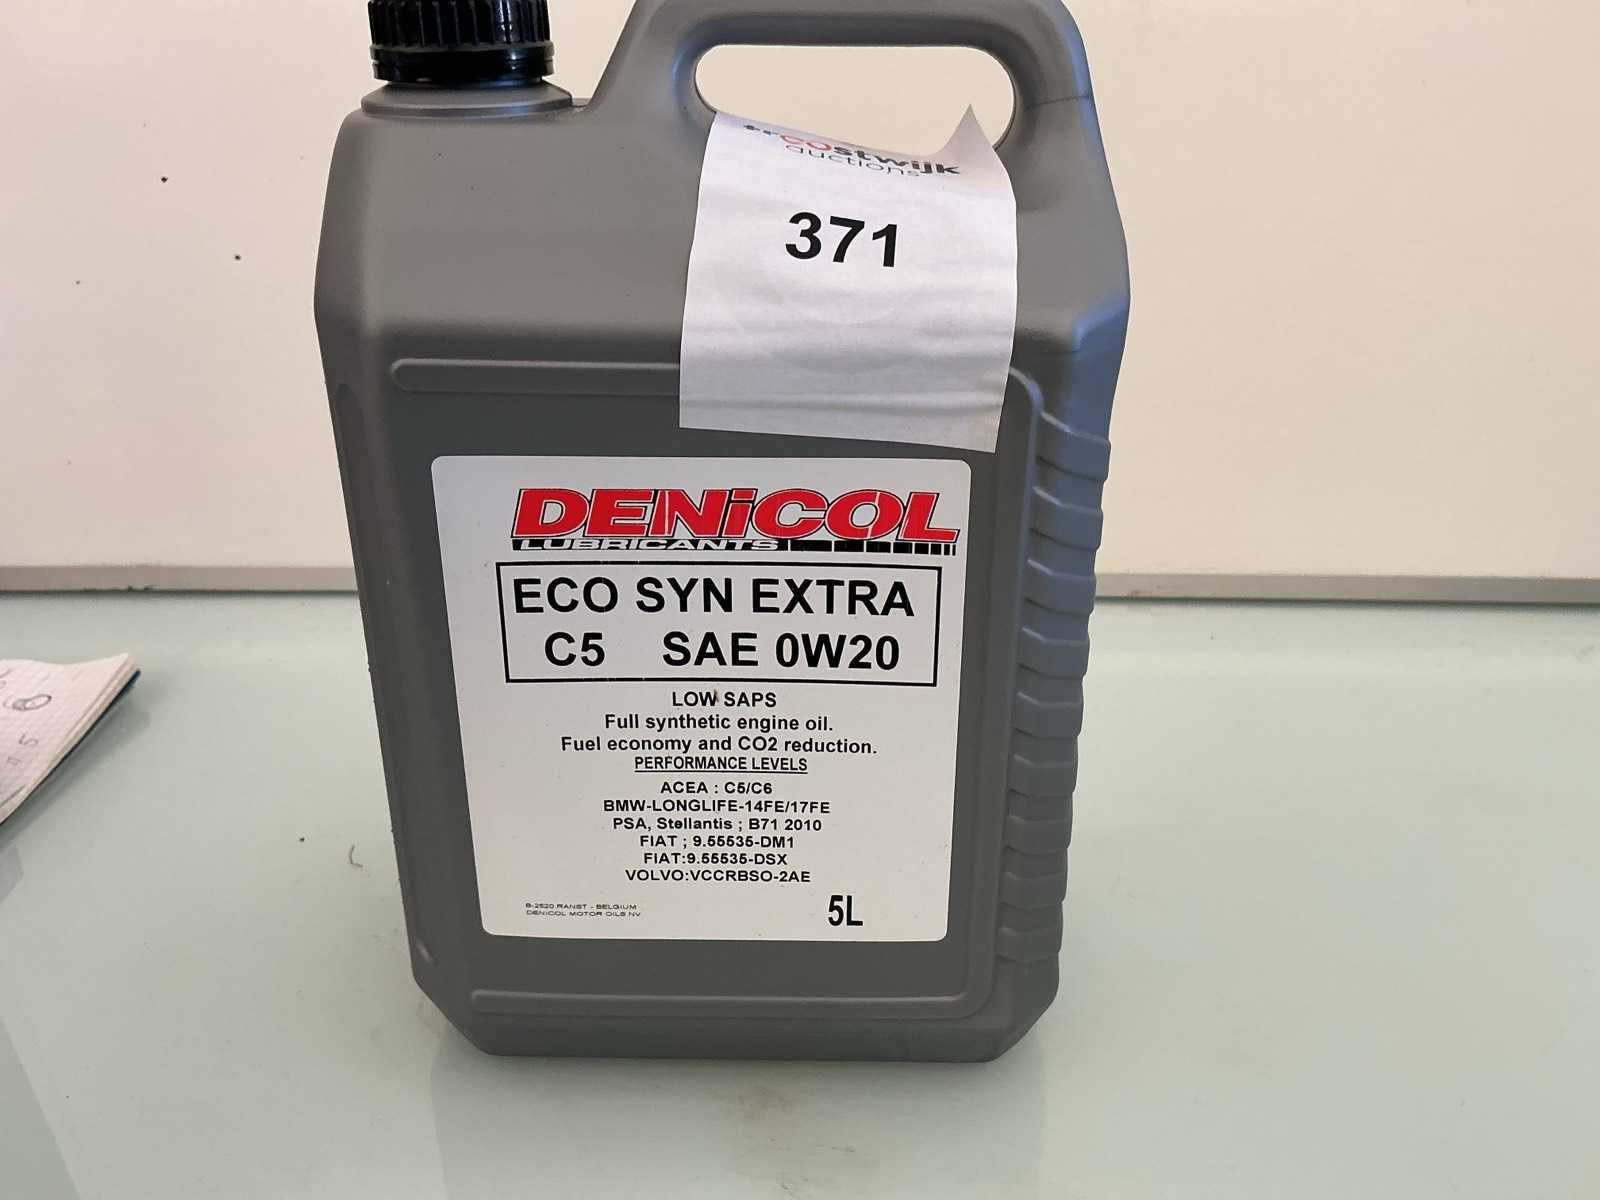 troostwijk
auctions
371
DENiCOL
LUBRICANTS
ECO SYN EXTRA
C5 SAE 0W20
LOW SAPS
Full synthetic engine oil.
Fuel economy and CO2 reduction.
PERFORMANCE LEVELS
ACEA : C5/C6
BMW-LONGLIFE-14FE/17FE
PSA, Stellantis ; B71 2010
FIAT ; 9.55535-DM1
FIAT:9.55535-DSX
VOLVO:VCCRBSO-2AE
B-2520 RANST - BELGIUM
DENICOL MOTOR OILS NV
5L